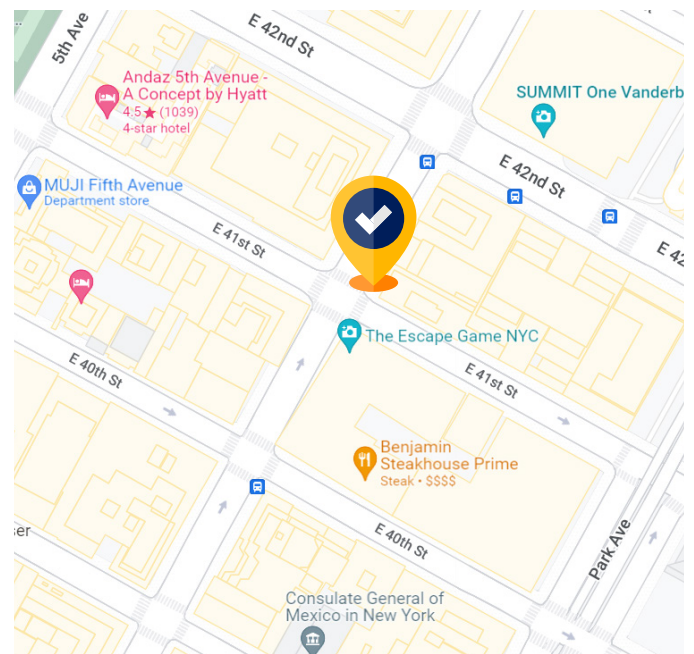 5th Ave
E 42nd St
Andaz 5th Avenue -
A Concept by Hyatt
4.5★ (1039)
4-star hotel
SUMMIT One Vanderb
MUJI Fifth Avenue
Department store
E 42nd St
E 41st St
E 42
The Escape Game NYC
E 40th St
E 41st St
Benjamin
Steakhouse Prime
Steak • $$$$
ser
E 40th St
Park Ave
Consulate General of
Mexico in New York